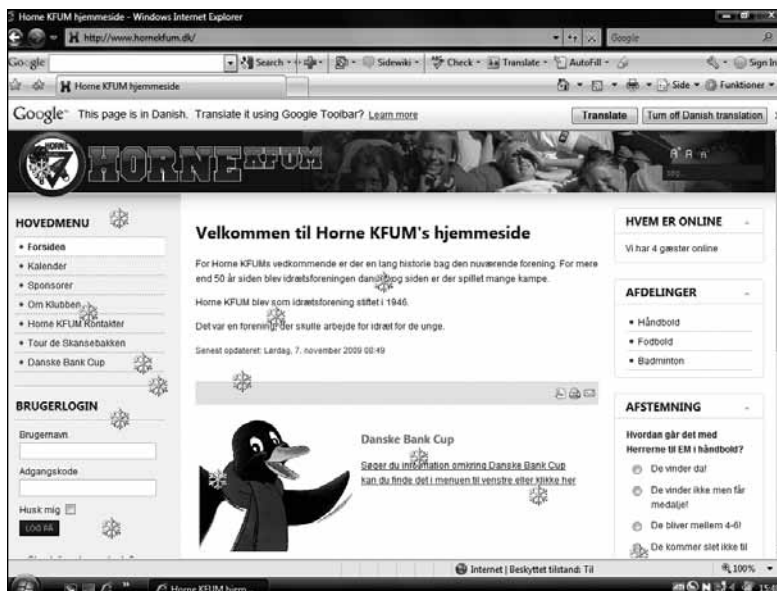 Horne KFUM hjemmeside - Windows Internet Explorer
http://www.hornekfum.dk/
Google
Google
Search
Sidewiki
Check
Translate
AutoFill
Sign In
Horne KFUM hjemmeside
Side
Funktioner
Google This page is in Danish. Translate it using Google Toolbar? Learn more
Translate
Turn off Danish translation
HORNE
HORNE KFUM
A A A
HOVEDMENU
Forsiden
Kalender
Sponsorer
Om Klubben
Horne KFUM Kontakter
Tour de Skansebakken
Danske Bank Cup
BRUGERLOGIN
Brugernavn
Adgangskode
Husk mig
LOG PÅ
Velkommen til Horne KFUM's hjemmeside
For Horne KFUMs vedkommende er der en lang historie bag den nuværende forening. For mere
end 50 år siden blev idrætsforeningen dannet og siden er der spillet mange kampe.
Horne KFUM blev som idrætsforening stiftet i 1946.
Det var en forening, der skulle arbejde for idræt for de unge.
Senest opdateret: Lørdag, 7. november 2009 00:49
Danske Bank Cup
Søger du information omkring Danske Bank Cup
kan du finde det i menuen til venstre eller klikke her
HVEM ER ONLINE
Vi har 4 gæster online
AFDELINGER
Håndbold
Fodbold
Badminton
AFSTEMNING
Hvordan går det med
Herrerne til EM i håndbold?
De vinder da!
De vinder ikke men får
medalje!
De bliver mellem 4-6!
De kommer slet ikke til
Internet | Beskyttet tilstand: Til
100%
Horne KFUM hjem...